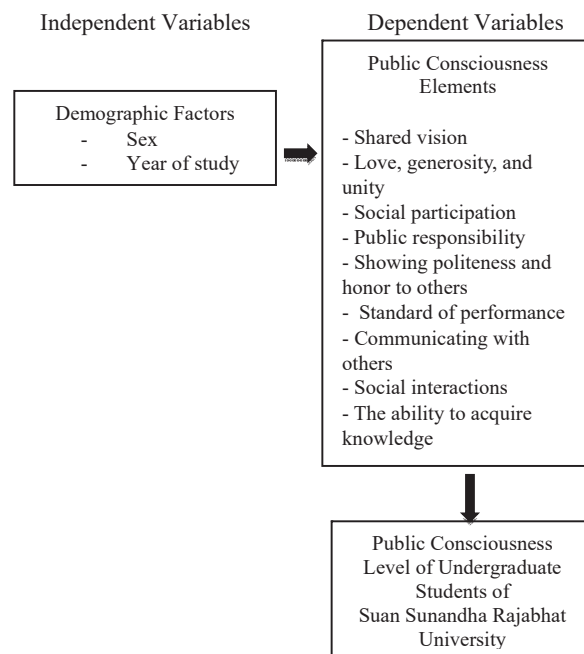 Independent Variables
Dependent Variables
Demographic Factors
- Sex
- Year of study
Public Consciousness
Elements
- Shared vision
- Love, generosity, and
unity
- Social participation
- Public responsibility
- Showing politeness and
honor to others
- Standard of performance
- Communicating with
others
- Social interactions
- The ability to acquire
knowledge
Public Consciousness
Level of Undergraduate
Students of
Suan Sunandha Rajabhat
University